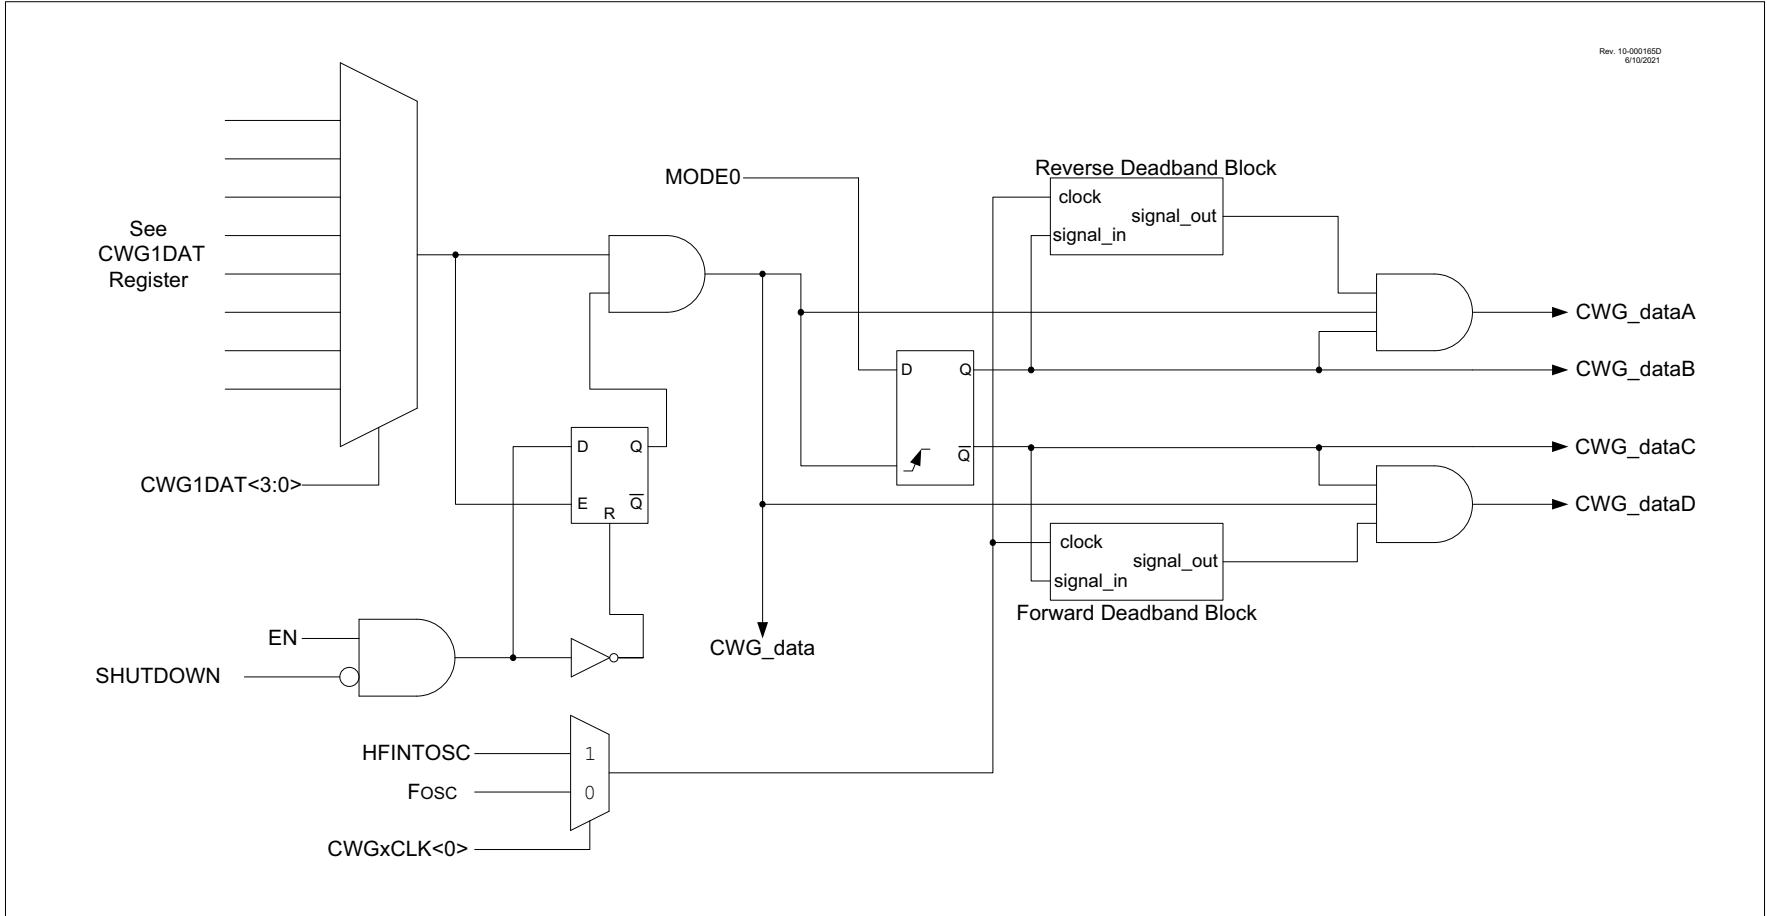 Rev. 10-000165D
6/10/2021
See
CWG1DAT
Register
CWG1DAT<3:0>
MODE0
Reverse Deadband Block
clock
signal_out
signal_in
CWG_dataA
D
Q
CWG_dataB
Q
CWG_dataC
D
Q
E
Q
R
CWG_dataD
clock
signal_out
signal_in
Forward Deadband Block
EN
SHUTDOWN
CWG_data
HFINTOSC
1
FOSC
0
CWGxCLK<0>